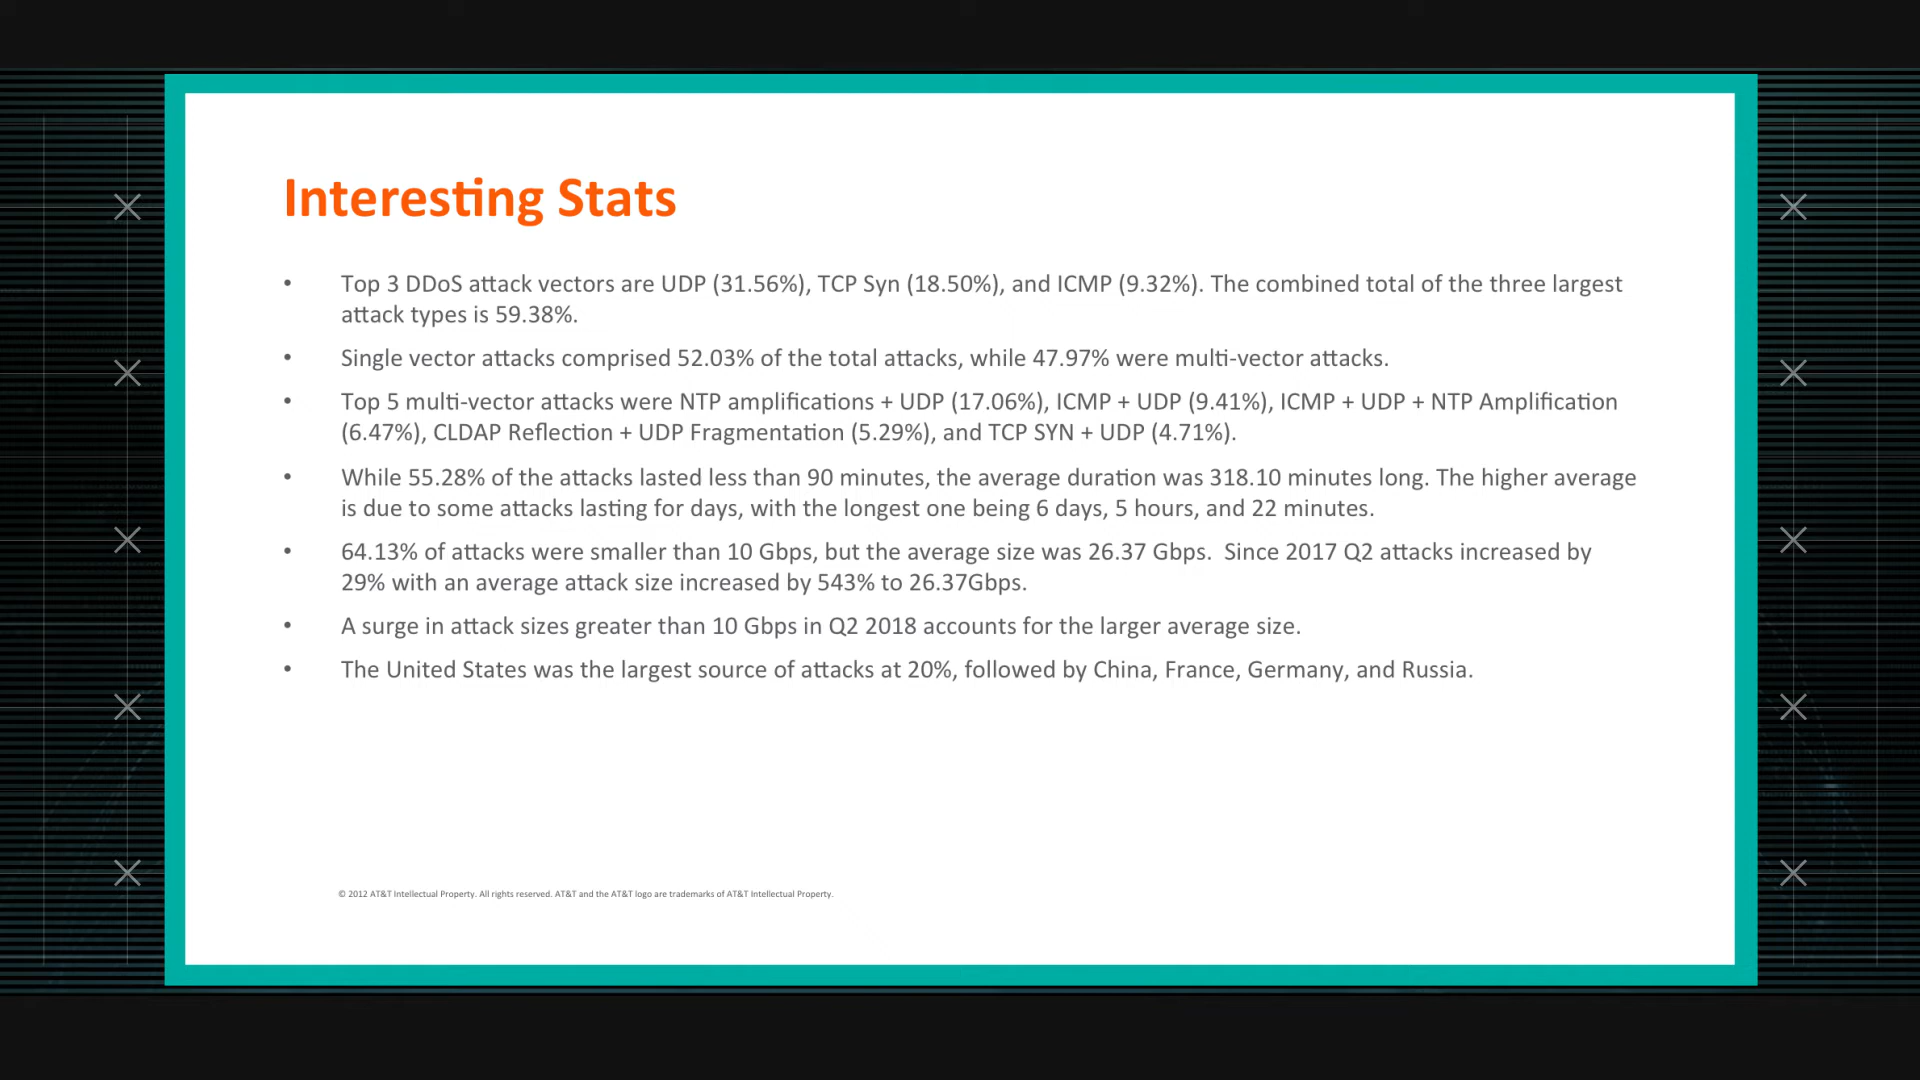 Interesting Stats
• Top 3 DDoS attack vectors are UDP (31.56%), TCP Syn (18.50%), and ICMP (9.32%). The combined total of the three largest
attack types is 59.38%.
• Single vector attacks comprised 52.03% of the total attacks, while 47.97% were multi-vector attacks.
• Top 5 multi-vector attacks were NTP amplifications + UDP (17.06%), ICMP + UDP (9.41%), ICMP + UDP + NTP Amplification
(6.47%), CLDAP Reflection + UDP Fragmentation (5.29%), and TCP SYN + UDP (4.71%).
• While 55.28% of the attacks lasted less than 90 minutes, the average duration was 318.10 minutes long. The higher average
is due to some attacks lasting for days, with the longest one being 6 days, 5 hours, and 22 minutes.
• 64.13% of attacks were smaller than 10 Gbps, but the average size was 26.37 Gbps.  Since 2017 Q2 attacks increased by
29% with an average attack size increased by 543% to 26.37Gbps.
• A surge in attack sizes greater than 10 Gbps in Q2 2018 accounts for the larger average size.
• The United States was the largest source of attacks at 20%, followed by China, France, Germany, and Russia.
© 2012 AT&T Intellectual Property. All rights reserved. AT&T and the AT&T logo are trademarks of AT&T Intellectual Property.